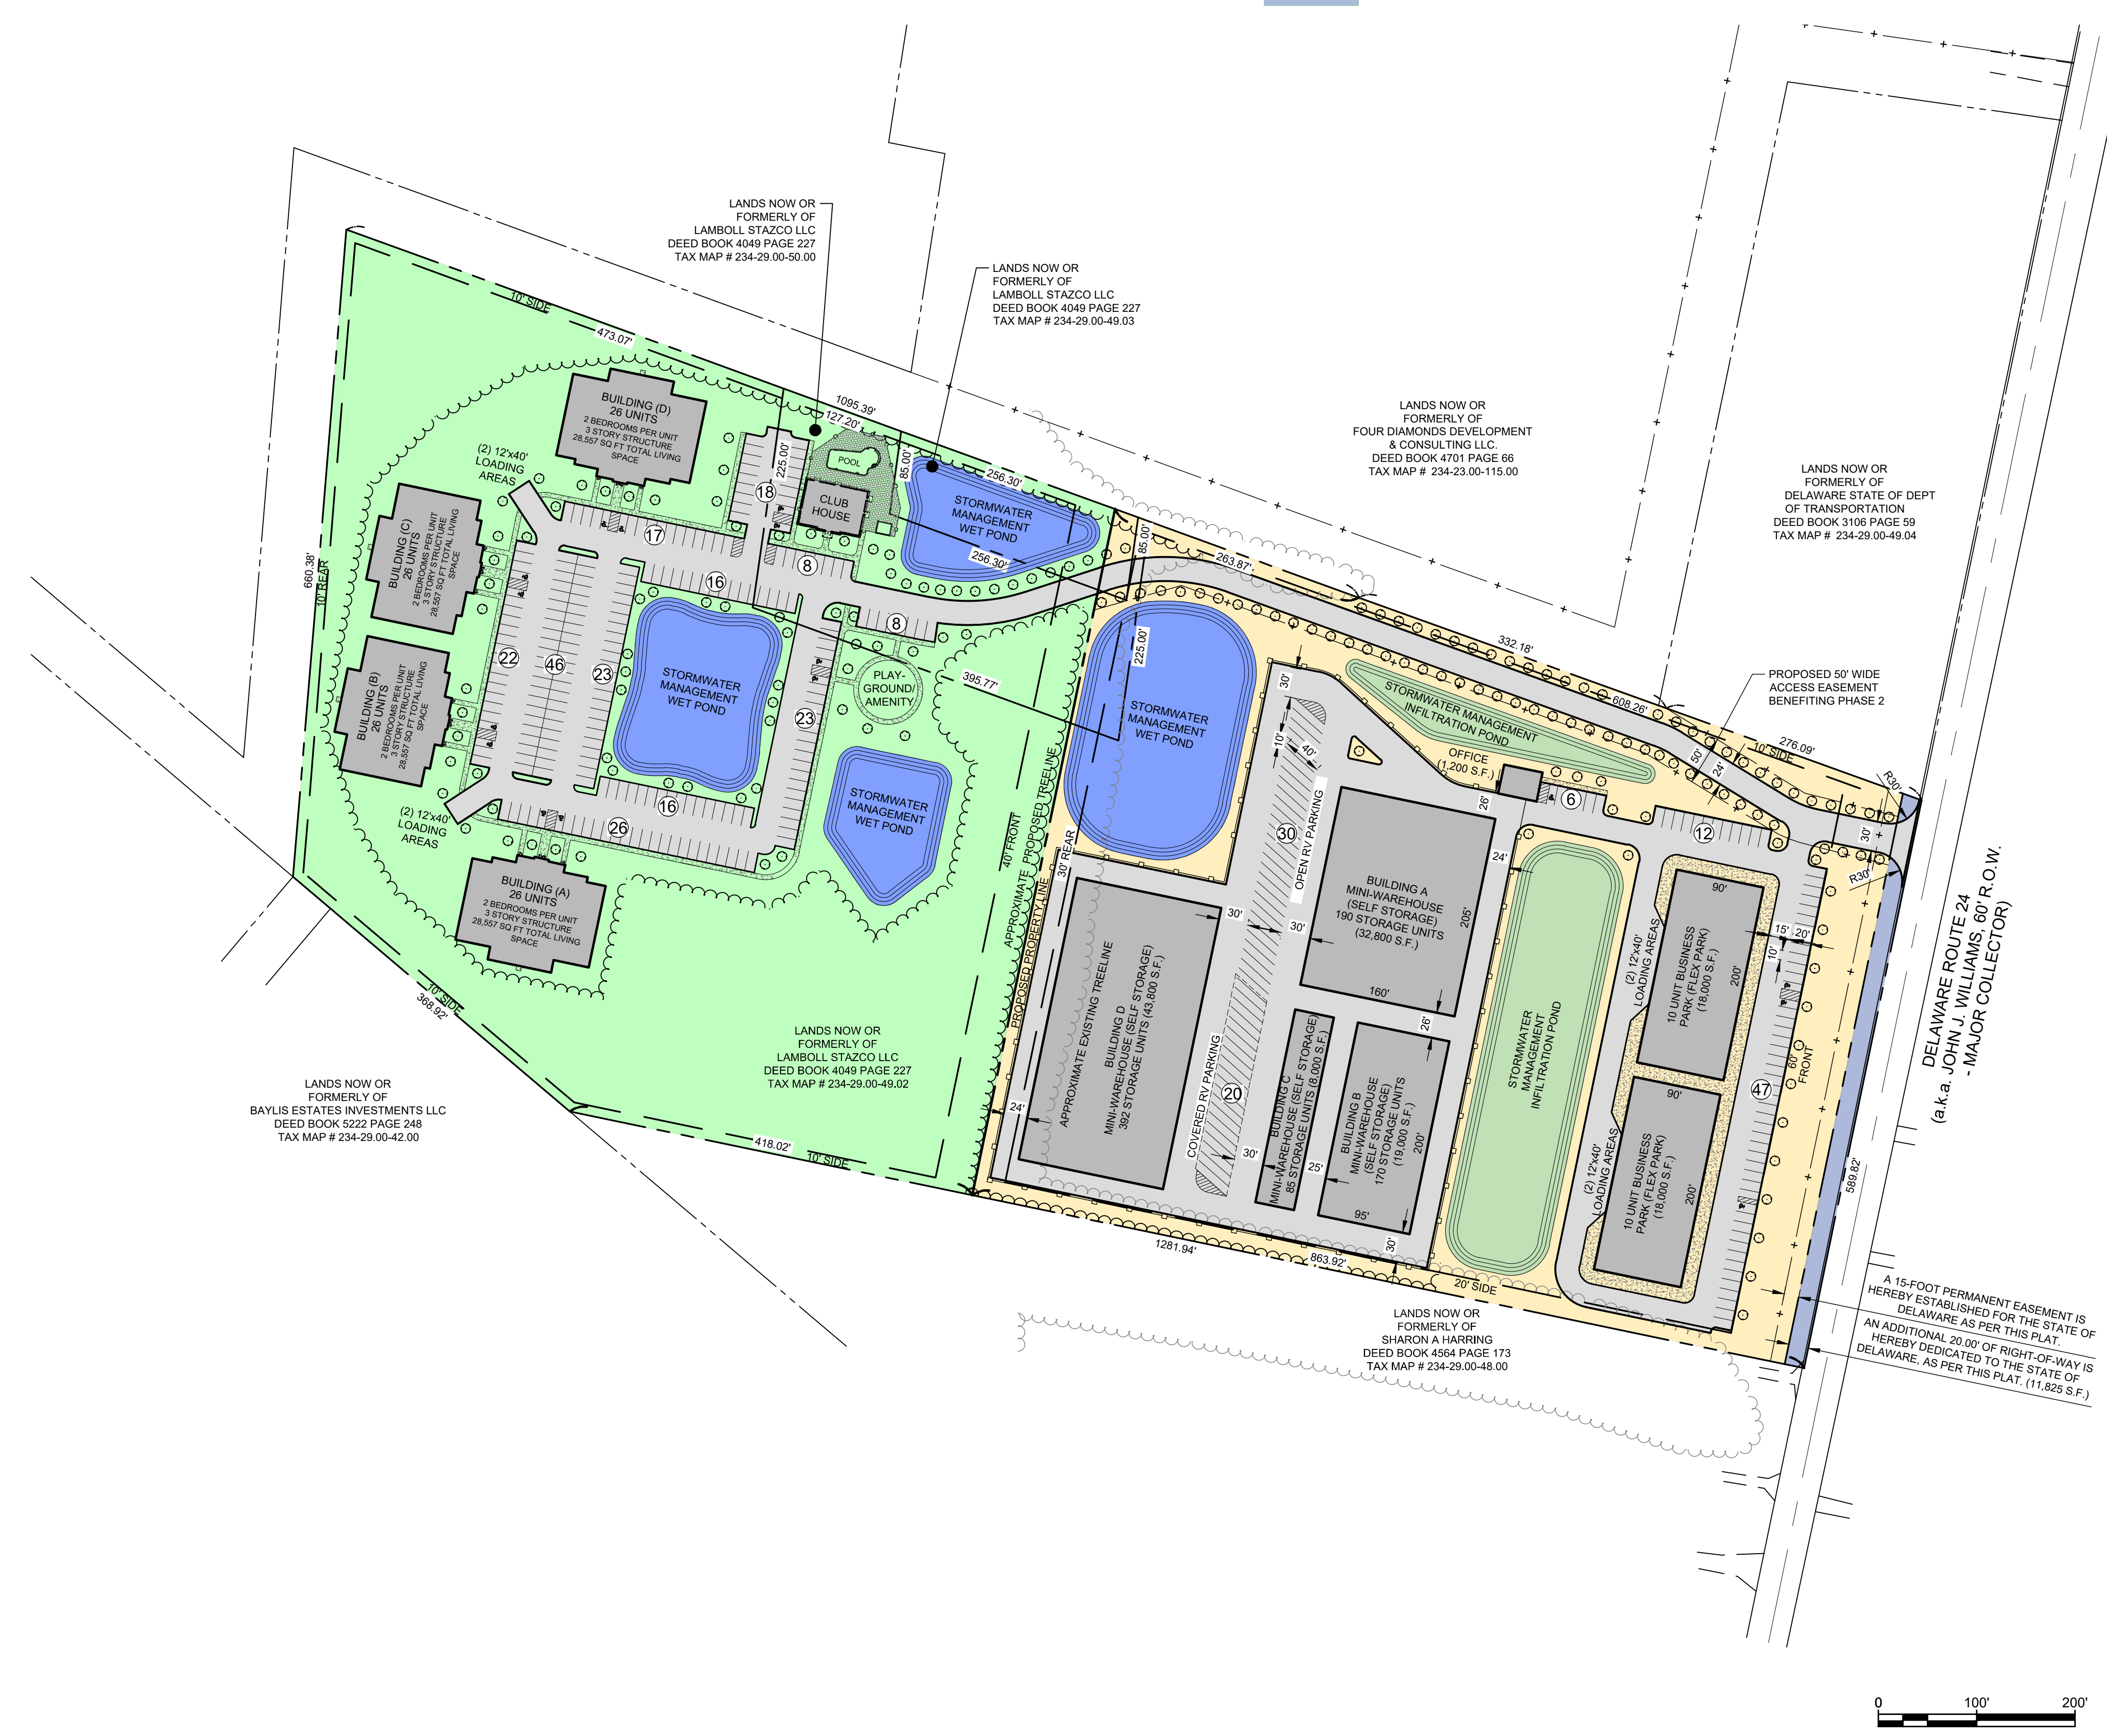 LANDS NOW OR
FORMERLY OF
LAMBOLL STAZCO LLC
DEED BOOK 4049 PAGE 227
TAX MAP # 234-29.00-50.00
LANDS NOW OR
FORMERLY OF
LAMBOLL STAZCO LLC
DEED BOOK 4049 PAGE 227
TAX MAP # 234-29.00-49.03
LANDS NOW OR
FORMERLY OF
FOUR DIAMONDS DEVELOPMENT
& CONSULTING LLC.
DEED BOOK 4701 PAGE 66
TAX MAP # 234-23.00-115.00
LANDS NOW OR
FORMERLY OF
DELAWARE STATE OF DEPT
OF TRANSPORTATION
DEED BOOK 3106 PAGE 59
TAX MAP # 234-29.00-49.04
10' SIDE
473.07'
1095.39'
127.20'
225.00'
85.00'
256.30'
256.30'
85.00'
263.87'
332.18'
608.26'
276.09'
10' SIDE
R30'
30'
R30'
50'
24'
PROPOSED 50' WIDE
ACCESS EASEMENT
BENEFITING PHASE 2
660.38'
10' REAR
BUILDING (D)
26 UNITS
2 BEDROOMS PER UNIT
3 STORY STRUCTURE
28,557 SQ FT TOTAL LIVING
SPACE
(2) 12'x40'
LOADING
AREAS
BUILDING (C)
26 UNITS
2 BEDROOMS PER UNIT
3 STORY STRUCTURE
28,557 SQ FT TOTAL LIVING
SPACE
BUILDING (B)
26 UNITS
2 BEDROOMS PER UNIT
3 STORY STRUCTURE
28,557 SQ FT TOTAL LIVING
SPACE
(2) 12'x40'
LOADING
AREAS
BUILDING (A)
26 UNITS
2 BEDROOMS PER UNIT
3 STORY STRUCTURE
28,557 SQ FT TOTAL LIVING
SPACE
POOL
CLUB
HOUSE
18
17
16
8
8
22
46
23
23
16
26
STORMWATER
MANAGEMENT
WET POND
STORMWATER
MANAGEMENT
WET POND
PLAY-
GROUND/
AMENITY
STORMWATER
MANAGEMENT
WET POND
395.77'
225.00'
STORMWATER
MANAGEMENT
WET POND
40' FRONT
APPROXIMATE PROPOSED TREELINE
PROPOSED PROPERTY LINE
30' REAR
10' SIDE
368.92'
418.02'
10' SIDE
LANDS NOW OR
FORMERLY OF
LAMBOLL STAZCO LLC
DEED BOOK 4049 PAGE 227
TAX MAP # 234-29.00-49.02
LANDS NOW OR
FORMERLY OF
BAYLIS ESTATES INVESTMENTS LLC
DEED BOOK 5222 PAGE 248
TAX MAP # 234-29.00-42.00
STORMWATER MANAGEMENT
INFILTRATION POND
OFFICE
(1,200 S.F.)
6
12
30'
10'
40'
30
OPEN RV PARKING
26'
24'
BUILDING A
MINI-WAREHOUSE
(SELF STORAGE)
190 STORAGE UNITS
(32,800 S.F.)
205'
160'
30'
30'
26'
APPROXIMATE EXISTING TREELINE
BUILDING D
MINI-WAREHOUSE (SELF STORAGE)
392 STORAGE UNITS (43,800 S.F.)
24'
COVERED RV PARKING
20
30'
BUILDING C
MINI-WAREHOUSE (SELF STORAGE)
85 STORAGE UNITS (8,000 S.F.)
25'
BUILDING B
MINI-WAREHOUSE
(SELF STORAGE)
170 STORAGE UNITS
(19,000 S.F.)
200'
95'
30'
STORMWATER
MANAGEMENT
INFILTRATION POND
(2) 12'x40'
LOADING AREAS
90'
10 UNIT BUSINESS
PARK (FLEX PARK)
(18,000 S.F.)
200'
15'
20'
10'
(2) 12'x40'
LOADING AREAS
90'
10 UNIT BUSINESS
PARK (FLEX PARK)
(18,000 S.F.)
200'
47
60'
FRONT
1281.94'
863.92'
20' SIDE
589.82'
DELAWARE ROUTE 24
(a.k.a. JOHN J. WILLIAMS, 60' R.O.W.
- MAJOR COLLECTOR)
LANDS NOW OR
FORMERLY OF
SHARON A HARRING
DEED BOOK 4564 PAGE 173
TAX MAP # 234-29.00-48.00
A 15-FOOT PERMANENT EASEMENT IS
HEREBY ESTABLISHED FOR THE STATE OF
DELAWARE AS PER THIS PLAT.
AN ADDITIONAL 20.00' OF RIGHT-OF-WAY IS
HEREBY DEDICATED TO THE STATE OF
DELAWARE, AS PER THIS PLAT. (11,825 S.F.)
0 100' 200'